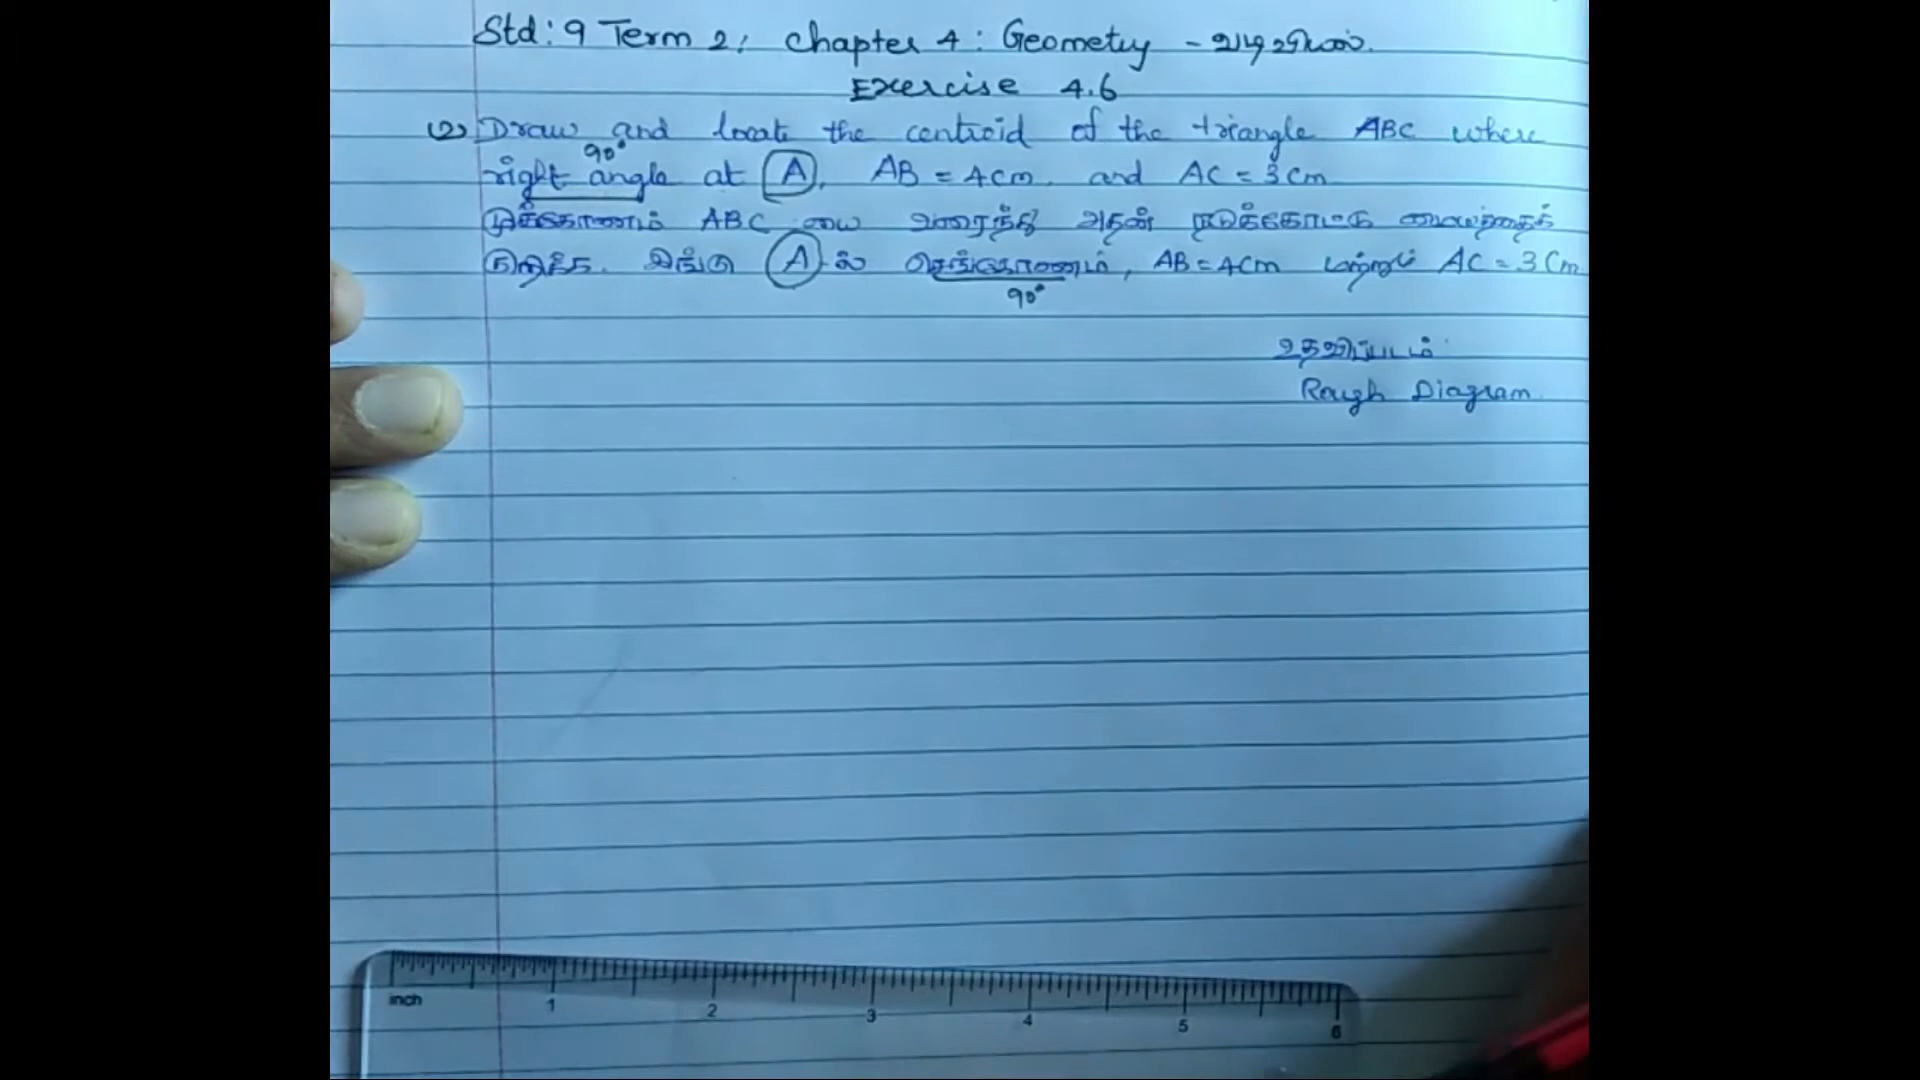 Std: 9 Term 2: Chapter 4: Geometry - வடிவியல்.
Exercise 4.6
2) Draw and locate the centroid of the triangle ABC where
90°
right angle at A, AB = 4cm and AC = 3cm
முக்கோணம் ABC யை வரைந்து அதன் நடுக்கோட்டு மையத்தைக்
குறிக்க. இங்கு A-ல் செங்கோணம், AB = 4cm மற்றும் AC = 3cm
90°
உதவிப்படம்
Rough Diagram.
inch 1 2 3 4 5 6